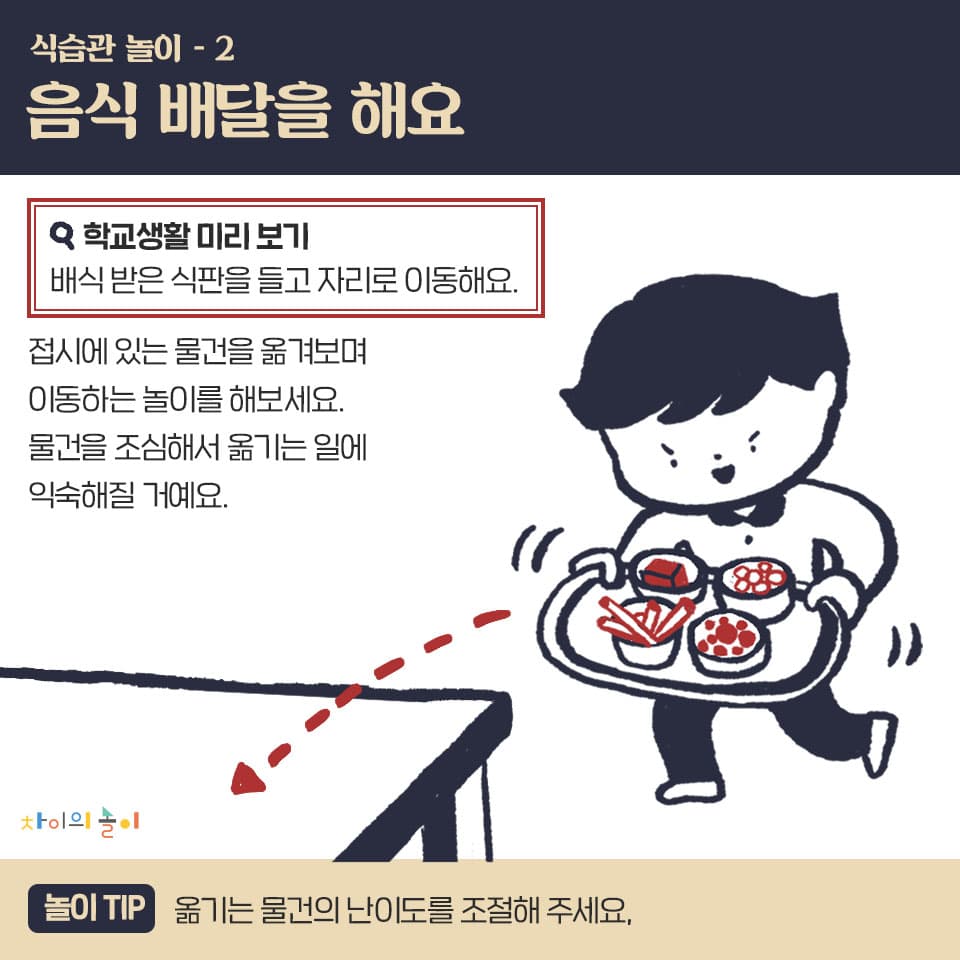 식습관 놀이 - 2
음식 배달을 해요
학교생활 미리 보기
배식 받은 식판을 들고 자리로 이동해요.
접시에 있는 물건을 옮겨보며
이동하는 놀이를 해보세요.
물건을 조심해서 옮기는 일에
익숙해질 거예요.
차이의 놀이
놀이 TIP 옮기는 물건의 난이도를 조절해 주세요,